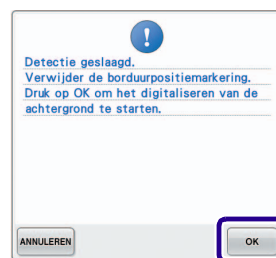 Detectie geslaagd.
Verwijder de borduurpositiemarkering.
Druk op OK om het digitaliseren van de
achtergrond te starten.
ANNULEREN
OK